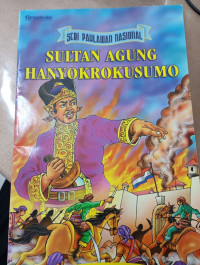 SERI PAHLAWAN NASIONAL
SULTAN AGUNG
HANYOKROKUSUMO